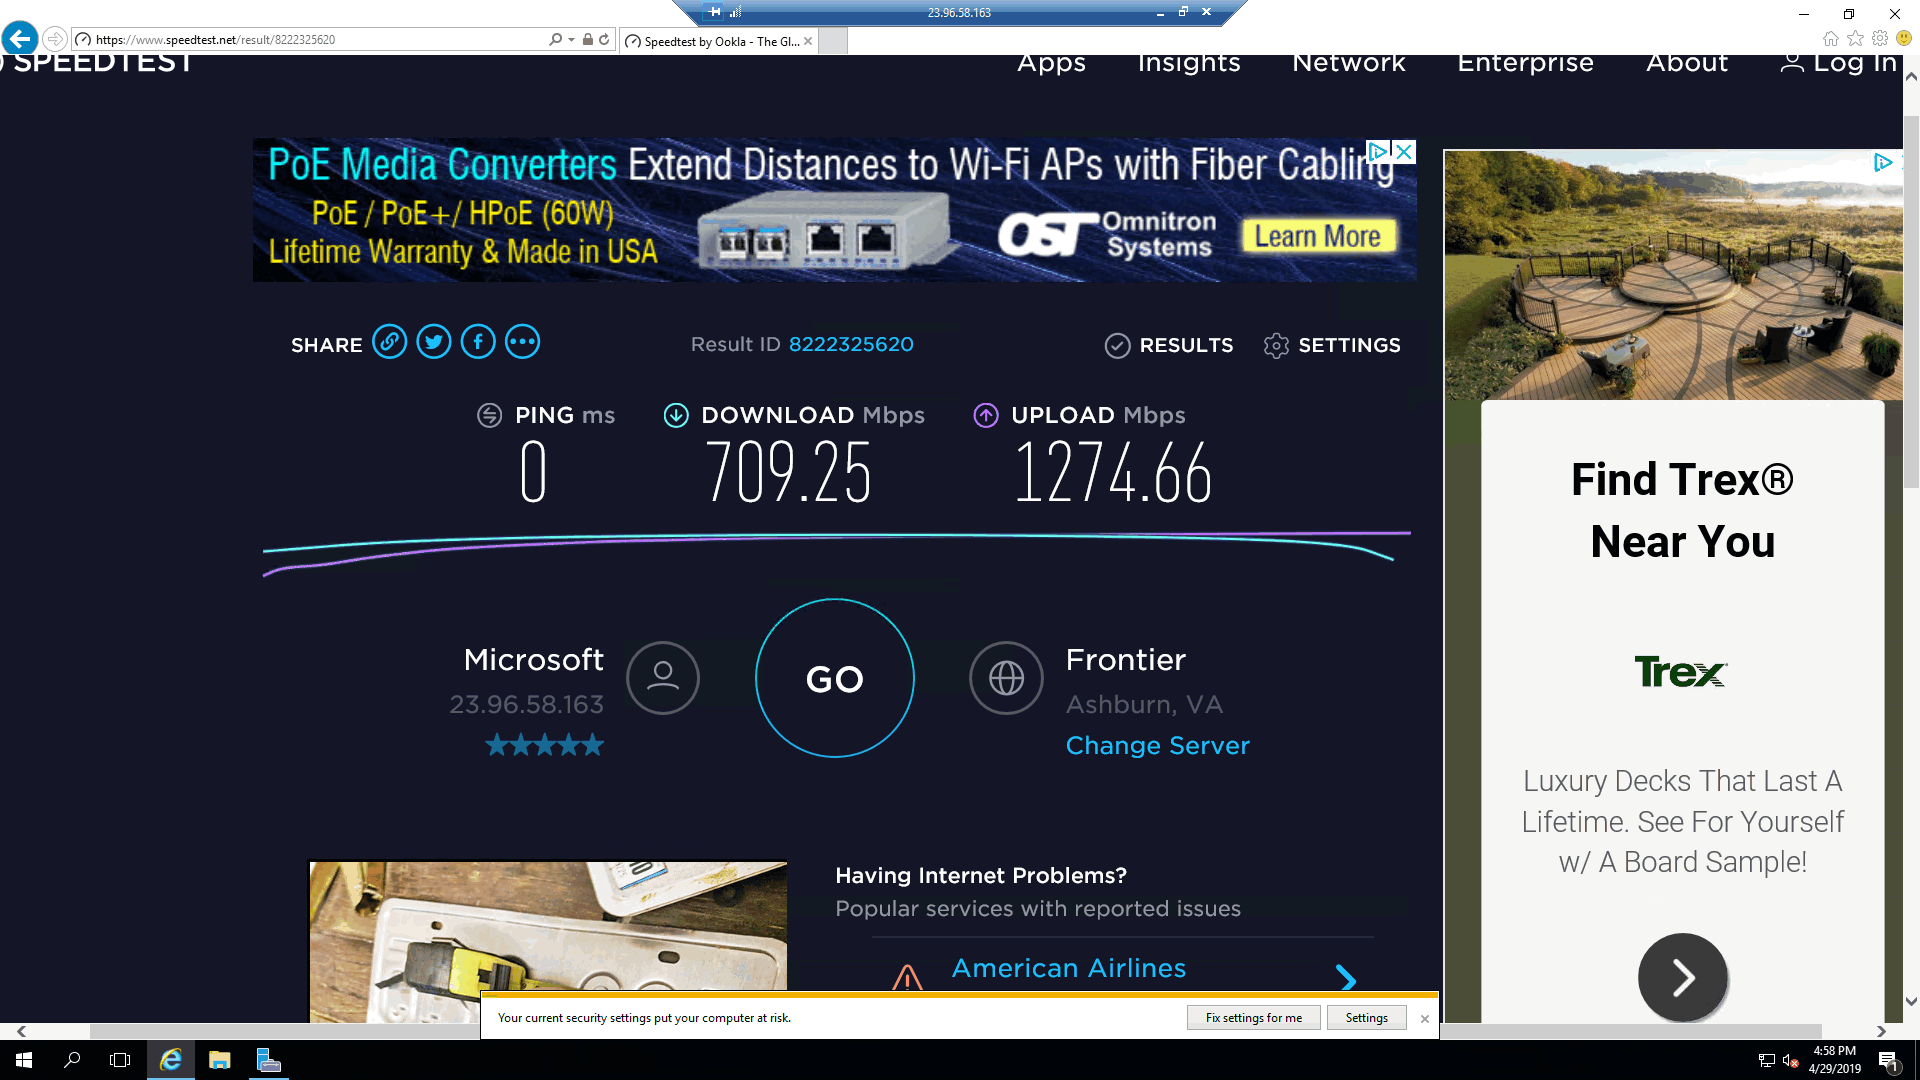 23.96.58.163
https://www.speedtest.net/result/8222325620
Speedtest by Ookla - The Gl...
SPEEDTEST
Apps
Insights
Network
Enterprise
About
Log In
PoE Media Converters Extend Distances to Wi-Fi APs with Fiber Cabling
PoE / PoE+/ HPoE (60W)
Lifetime Warranty & Made in USA
OST Omnitron Systems
Learn More
SHARE
Result ID 8222325620
RESULTS
SETTINGS
PING ms
DOWNLOAD Mbps
UPLOAD Mbps
0
709.25
1274.66
Microsoft
23.96.58.163
GO
Frontier
Ashburn, VA
Change Server
Find Trex®
Near You
Trex
Luxury Decks That Last A
Lifetime. See For Yourself
w/ A Board Sample!
Having Internet Problems?
Popular services with reported issues
American Airlines
Your current security settings put your computer at risk.
Fix settings for me
Settings
4:58 PM
4/29/2019
1